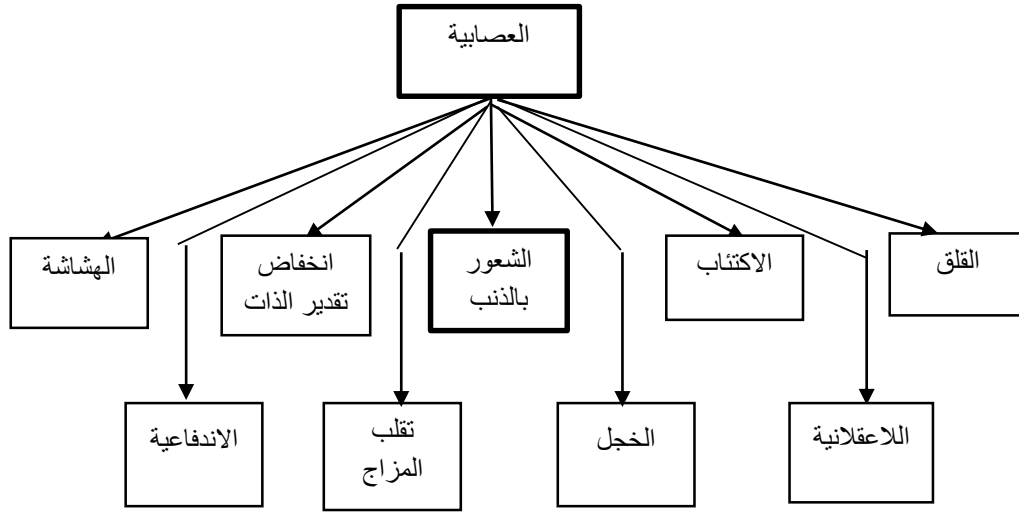 العصابية
القلق
الاكتئاب
الشعور
بالذنب
انخفاض
تقدير الذات
الهشاشة
اللاعقلانية
الخجل
تقلب
المزاج
الاندفاعية